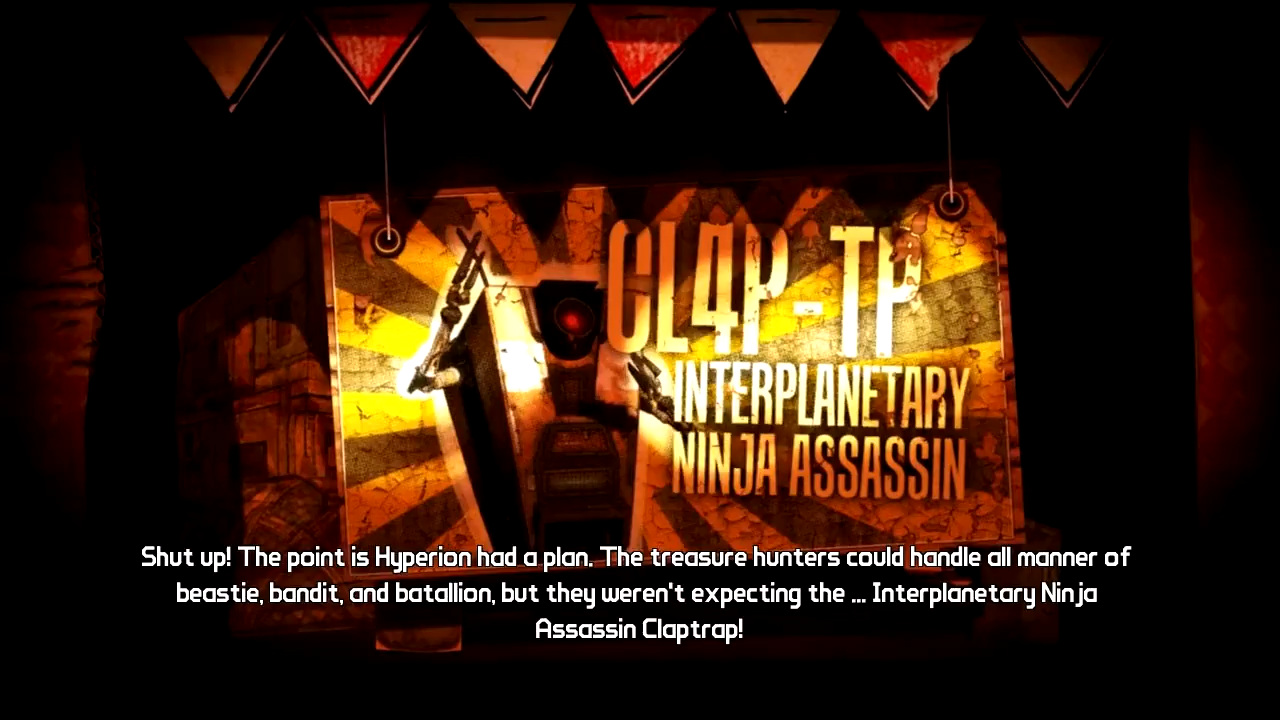 CL4P-TP
INTERPLANETARY
NINJA ASSASSIN
Shut up! The point is Hyperion had a plan. The treasure hunters could handle all manner of
beastie, bandit, and batallion, but they weren't expecting the ... Interplanetary Ninja
Assassin Claptrap!